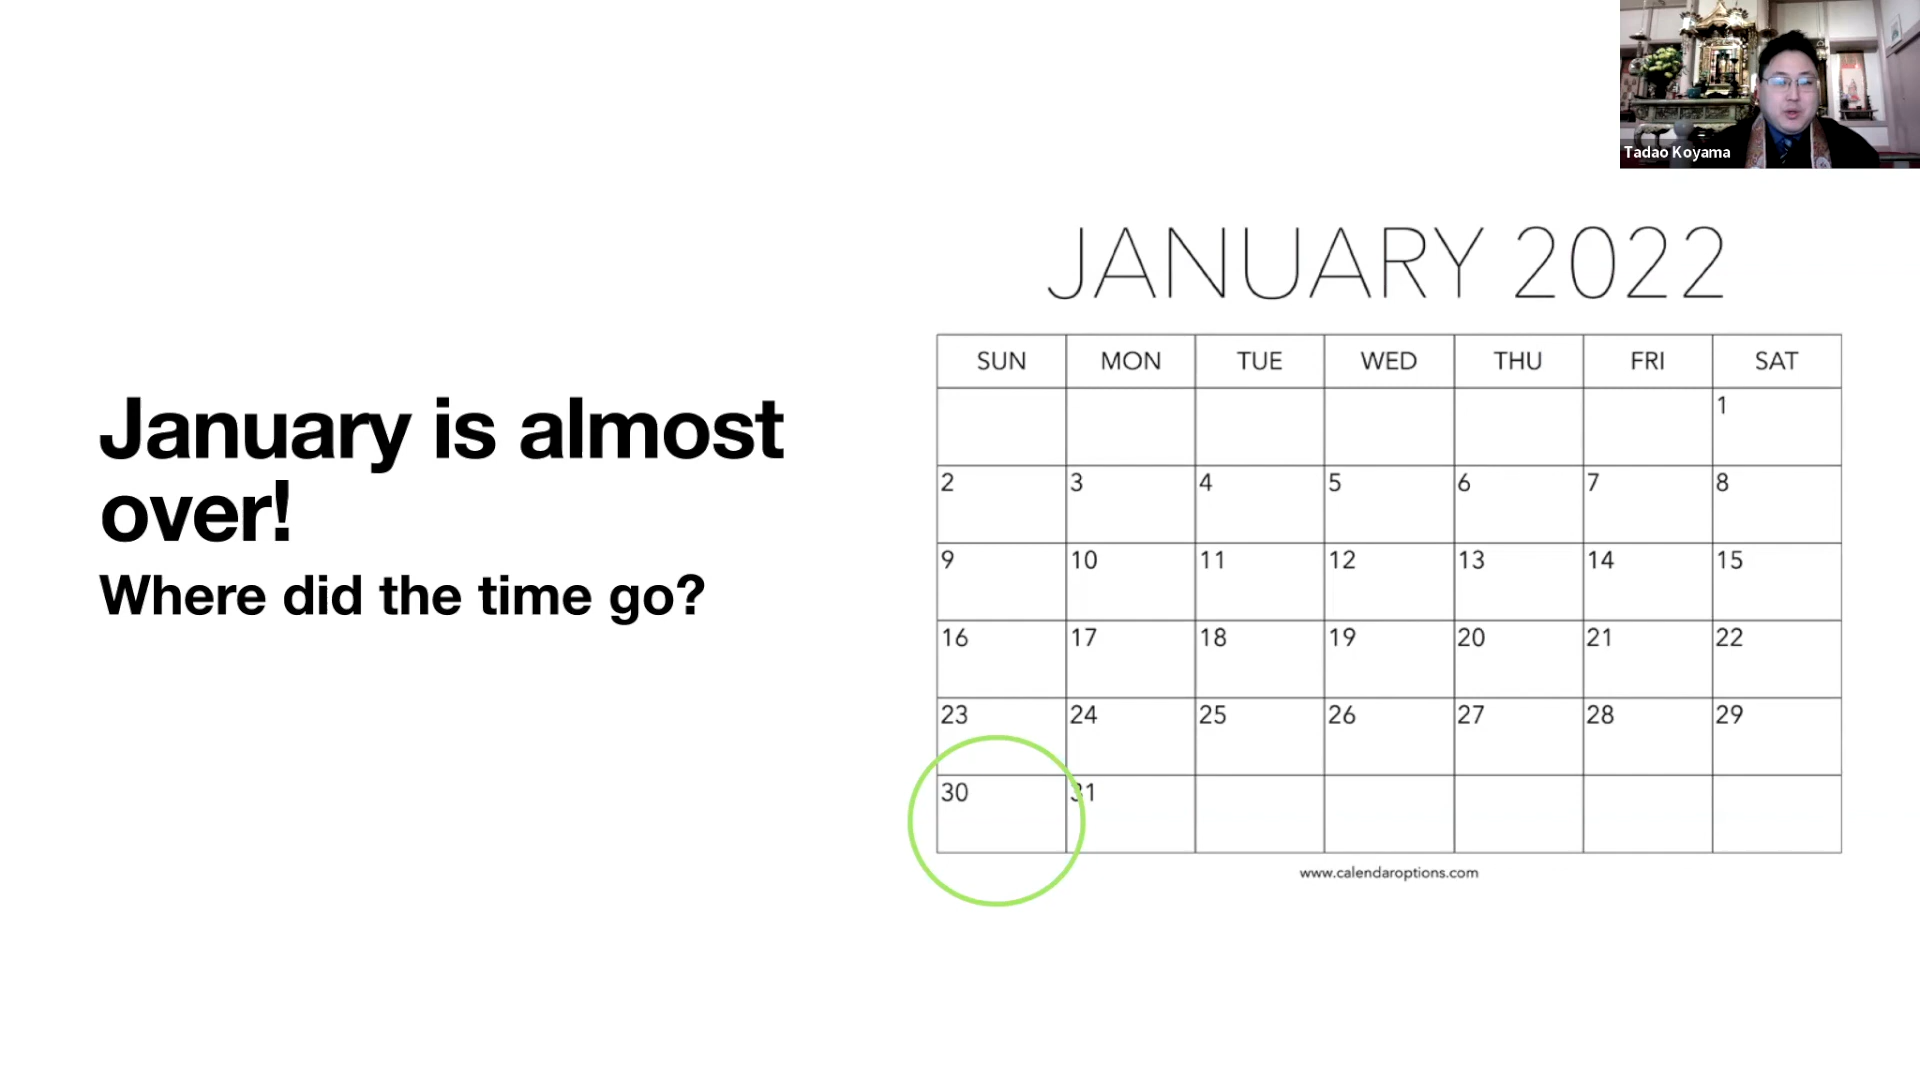 Tadao Koyama
January is almost
over!
Where did the time go?
JANUARY 2022
SUN MON TUE WED THU FRI SAT
1
2 3 4 5 6 7 8
9 10 11 12 13 14 15
16 17 18 19 20 21 22
23 24 25 26 27 28 29
30 31
www.calendaroptions.com